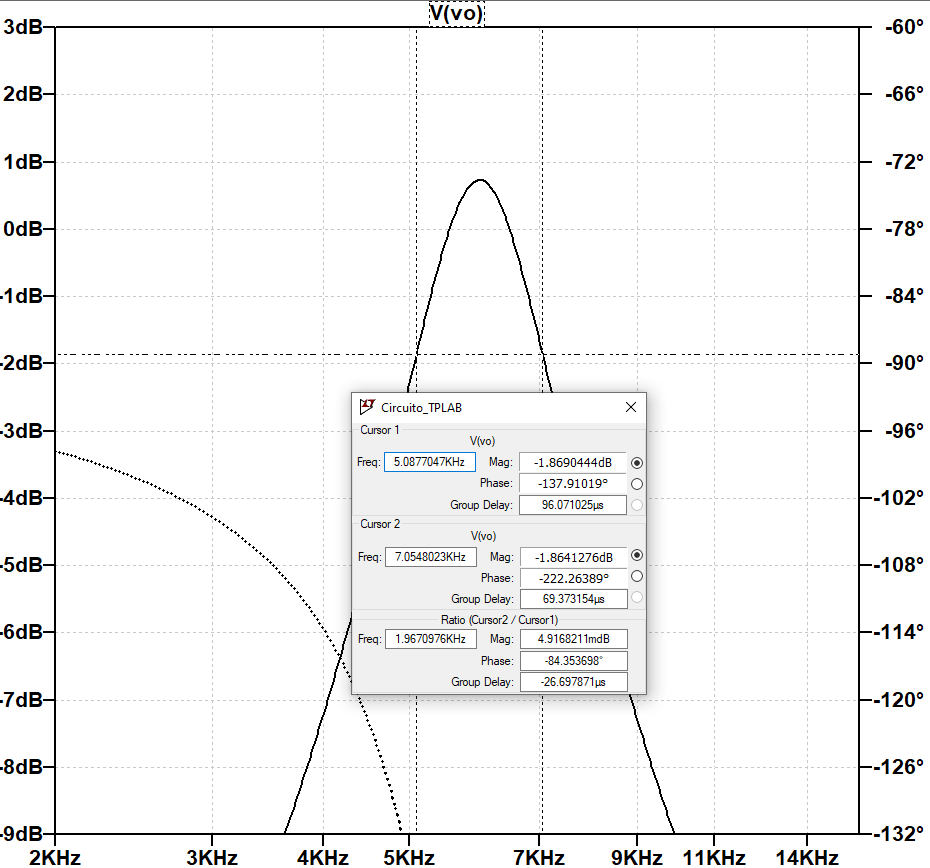 V(vo)
3dB
-60°
2dB
-66°
1dB
-72°
0dB
-78°
-1dB
-84°
-2dB
-90°
-3dB
-96°
-4dB
-102°
-5dB
-108°
-6dB
-114°
-7dB
-120°
-8dB
-126°
-9dB
-132°
Circuito_TPLAB
Cursor 1
V(vo)
Freq: 5.0877047KHz Mag: -1.8690444dB
Phase: -137.91019°
Group Delay: 96.071025µs
Cursor 2
V(vo)
Freq: 7.0548023KHz Mag: -1.8641276dB
Phase: -222.26389°
Group Delay: 69.373154µs
Ratio (Cursor2 / Cursor1)
Freq: 1.9670976KHz Mag: 4.9168211mdB
Phase: -84.353698°
Group Delay: -26.697871µs
2KHz 3KHz 4KHz 5KHz 7KHz 9KHz 11KHz 14KHz